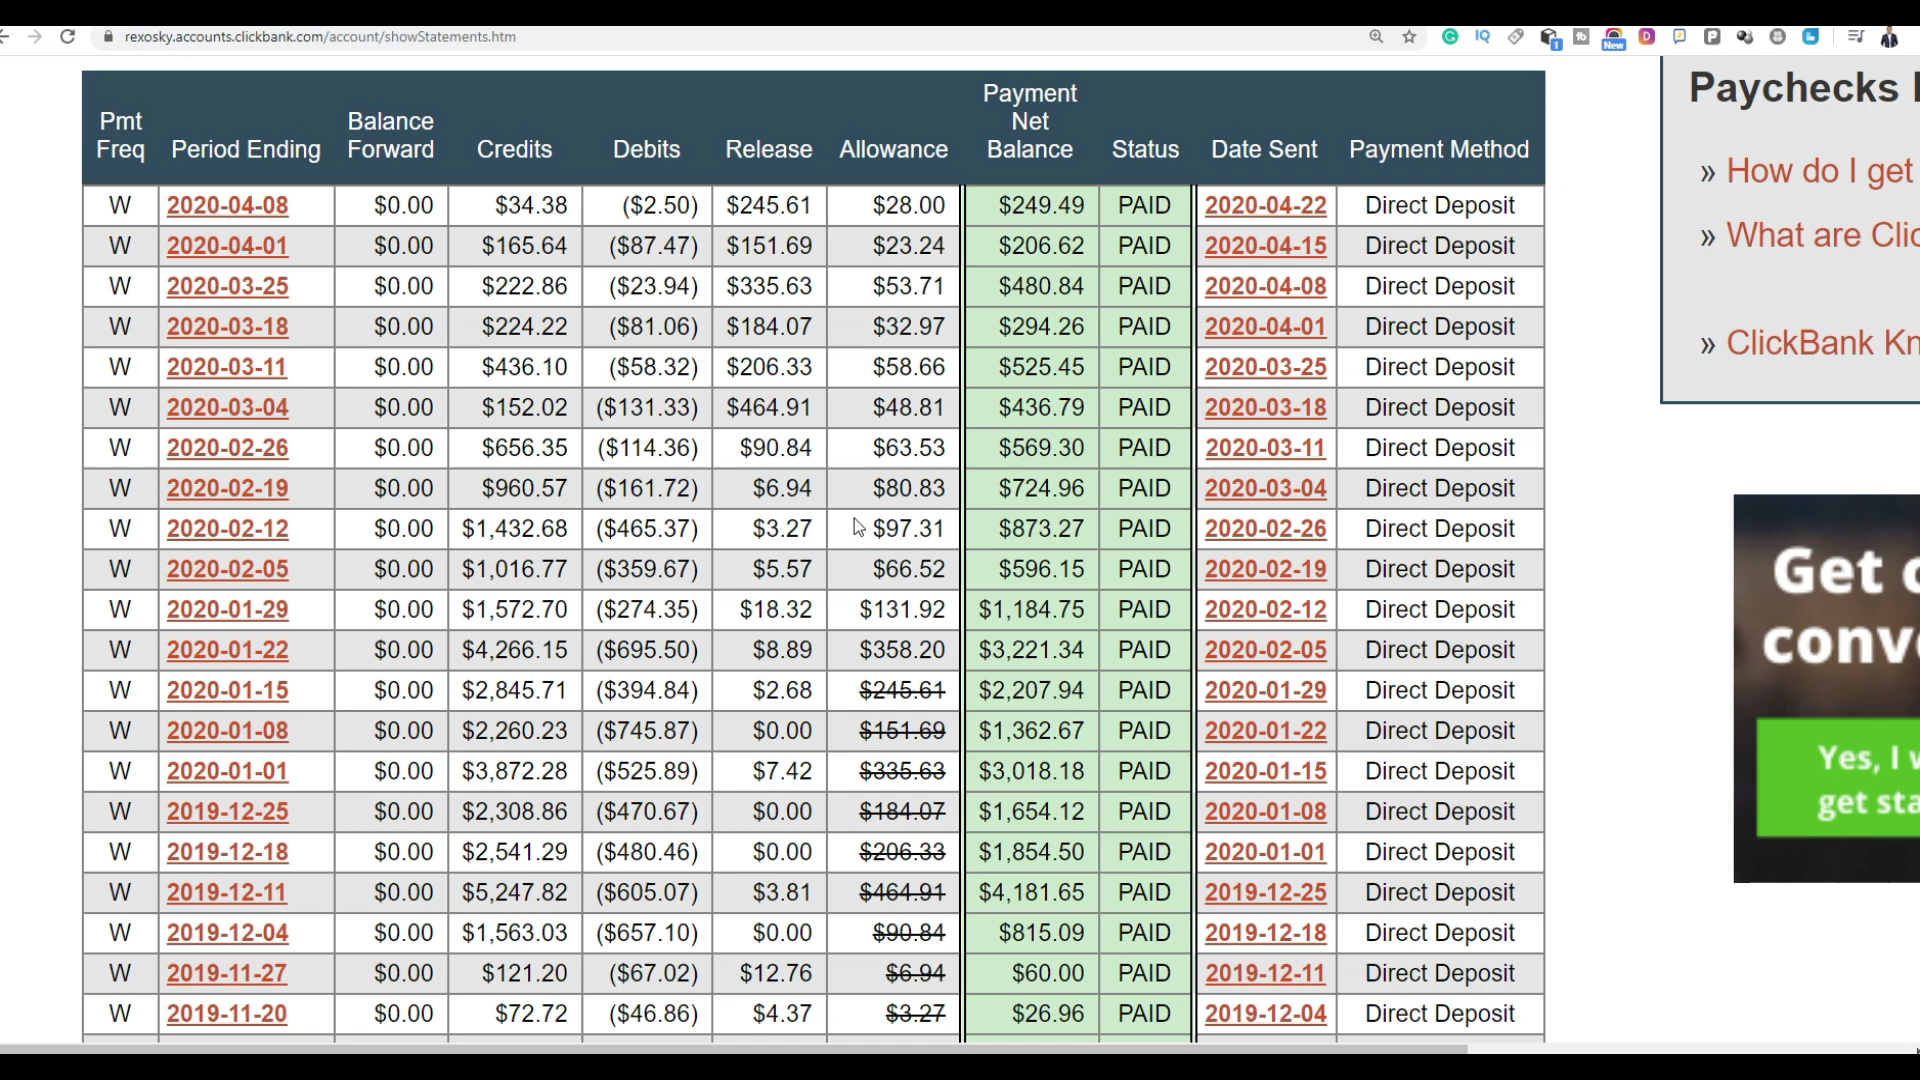 rexosky.accounts.clickbank.com/account/showStatements.htm
Pmt Freq Period Ending Balance Forward Credits Debits Release Allowance Payment Net Balance Status Date Sent Payment Method
W 2020-04-08 $0.00 $34.38 ($2.50) $245.61 $28.00 $249.49 PAID 2020-04-22 Direct Deposit
W 2020-04-01 $0.00 $165.64 ($87.47) $151.69 $23.24 $206.62 PAID 2020-04-15 Direct Deposit
W 2020-03-25 $0.00 $222.86 ($23.94) $335.63 $53.71 $480.84 PAID 2020-04-08 Direct Deposit
W 2020-03-18 $0.00 $224.22 ($81.06) $184.07 $32.97 $294.26 PAID 2020-04-01 Direct Deposit
W 2020-03-11 $0.00 $436.10 ($58.32) $206.33 $58.66 $525.45 PAID 2020-03-25 Direct Deposit
W 2020-03-04 $0.00 $152.02 ($131.33) $464.91 $48.81 $436.79 PAID 2020-03-18 Direct Deposit
W 2020-02-26 $0.00 $656.35 ($114.36) $90.84 $63.53 $569.30 PAID 2020-03-11 Direct Deposit
W 2020-02-19 $0.00 $960.57 ($161.72) $6.94 $80.83 $724.96 PAID 2020-03-04 Direct Deposit
W 2020-02-12 $0.00 $1,432.68 ($465.37) $3.27 $97.31 $873.27 PAID 2020-02-26 Direct Deposit
W 2020-02-05 $0.00 $1,016.77 ($359.67) $5.57 $66.52 $596.15 PAID 2020-02-19 Direct Deposit
W 2020-01-29 $0.00 $1,572.70 ($274.35) $18.32 $131.92 $1,184.75 PAID 2020-02-12 Direct Deposit
W 2020-01-22 $0.00 $4,266.15 ($695.50) $8.89 $358.20 $3,221.34 PAID 2020-02-05 Direct Deposit
W 2020-01-15 $0.00 $2,845.71 ($394.84) $2.68 $245.61 $2,207.94 PAID 2020-01-29 Direct Deposit
W 2020-01-08 $0.00 $2,260.23 ($745.87) $0.00 $151.69 $1,362.67 PAID 2020-01-22 Direct Deposit
W 2020-01-01 $0.00 $3,872.28 ($525.89) $7.42 $335.63 $3,018.18 PAID 2020-01-15 Direct Deposit
W 2019-12-25 $0.00 $2,308.86 ($470.67) $0.00 $184.07 $1,654.12 PAID 2020-01-08 Direct Deposit
W 2019-12-18 $0.00 $2,541.29 ($480.46) $0.00 $206.33 $1,854.50 PAID 2020-01-01 Direct Deposit
W 2019-12-11 $0.00 $5,247.82 ($605.07) $3.81 $464.91 $4,181.65 PAID 2019-12-25 Direct Deposit
W 2019-12-04 $0.00 $1,563.03 ($657.10) $0.00 $90.84 $815.09 PAID 2019-12-18 Direct Deposit
W 2019-11-27 $0.00 $121.20 ($67.02) $12.76 $6.94 $60.00 PAID 2019-12-11 Direct Deposit
W 2019-11-20 $0.00 $72.72 ($46.86) $4.37 $3.27 $26.96 PAID 2019-12-04 Direct Deposit
Paychecks
» How do I get
» What are Clic
» ClickBank Kn
Get
conv
Yes, I
get sta
New
1